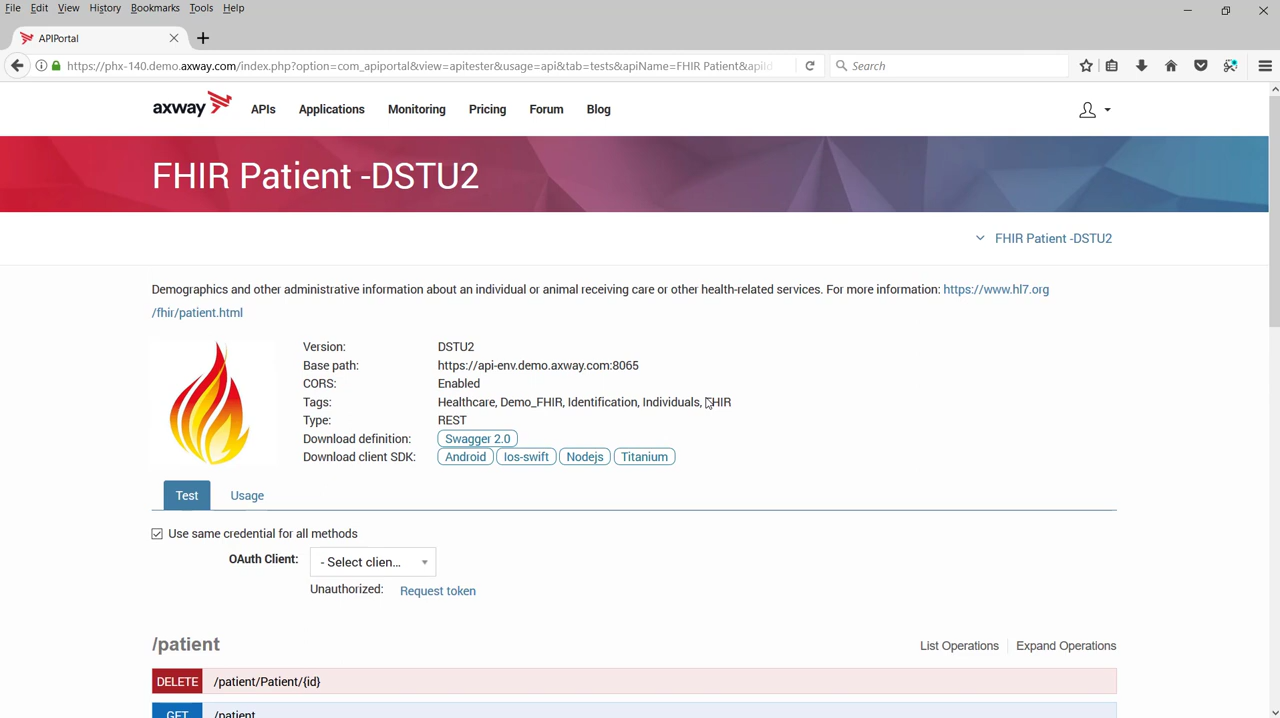 File Edit View History Bookmarks Tools Help
APIPortal
https://phx-140.demo.axway.com/index.php?option=com_apiportal&view=apitester&usage=api&tab=tests&apiName=FHIR Patient&apiId
Search
axway APIs Applications Monitoring Pricing Forum Blog
FHIR Patient -DSTU2
FHIR Patient -DSTU2
Demographics and other administrative information about an individual or animal receiving care or other health-related services. For more information: https://www.hl7.org
/fhir/patient.html
Version: DSTU2
Base path: https://api-env.demo.axway.com:8065
CORS: Enabled
Tags: Healthcare, Demo_FHIR, Identification, Individuals, FHIR
Type: REST
Download definition: Swagger 2.0
Download client SDK: Android Ios-swift Nodejs Titanium
Test Usage
Use same credential for all methods
OAuth Client: - Select clien...
Unauthorized: Request token
/patient List Operations Expand Operations
DELETE /patient/Patient/{id}
GET /patient